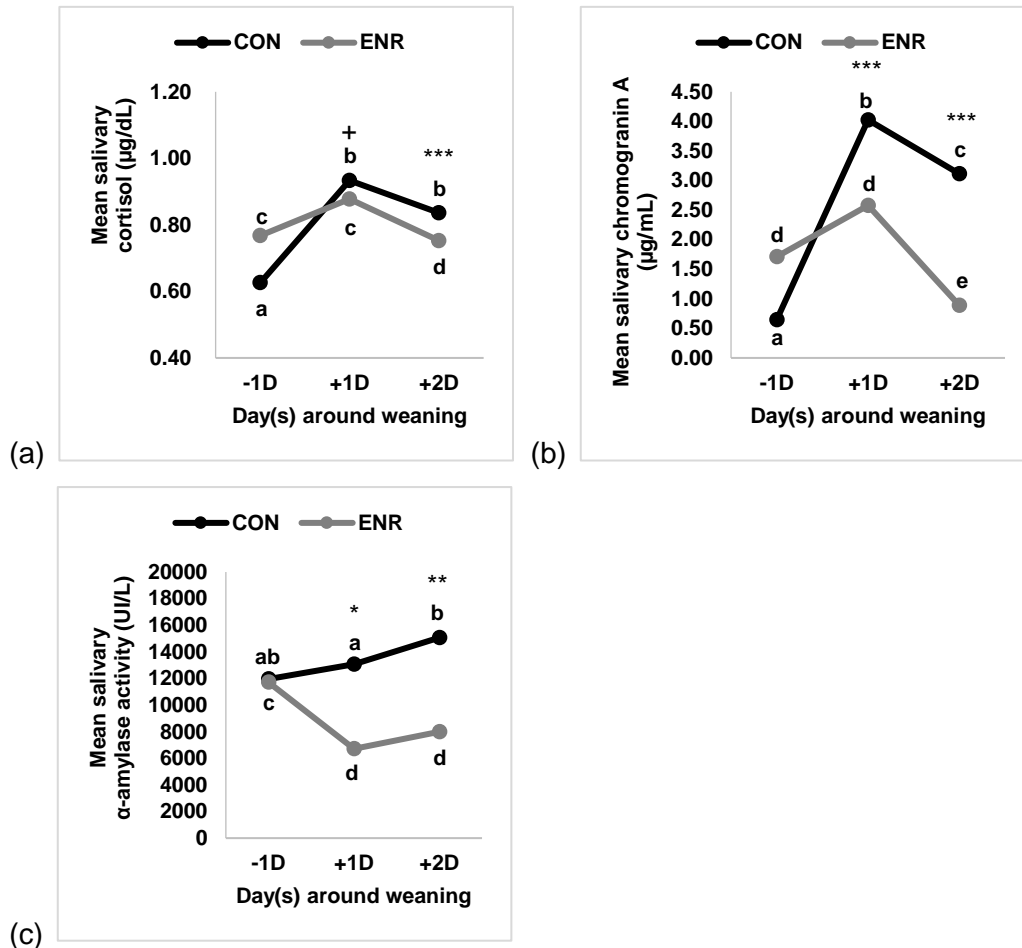 CON ENR
Mean salivary
cortisol (µg/dL)
1.20
1.00
0.80
0.60
0.40
+
b
***
c
b
c
d
a
-1D +1D +2D
Day(s) around weaning
(a)
CON ENR
Mean salivary chromogranin A
(µg/mL)
***
4.50
4.00
3.50
3.00
2.50
2.00
1.50
1.00
0.50
0.00
b
***
c
d
d
e
a
-1D +1D +2D
Day(s) around weaning
(b)
CON ENR
Mean salivary
α-amylase activity (UI/L)
20000
18000
16000
14000
12000
10000
8000
6000
4000
2000
0
**
*
b
ab
a
c
d
d
-1D +1D +2D
Day(s) around weaning
(c)